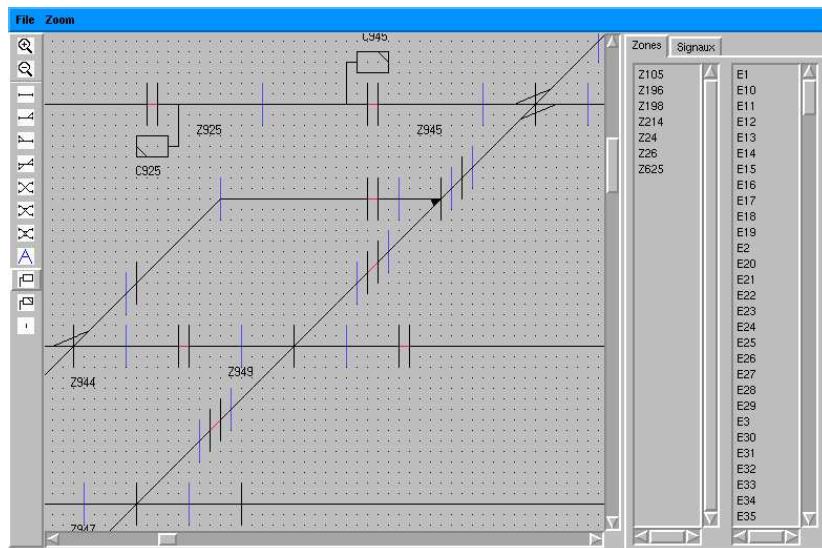 File Zoom
C945
Z925
Z945
C925
Z944
Z949
Z947
Zones Signaux
Z105
Z196
Z198
Z214
Z24
Z26
Z625
E1
E10
E11
E12
E13
E14
E15
E16
E17
E18
E19
E2
E20
E21
E22
E23
E24
E25
E26
E27
E28
E29
E3
E30
E31
E32
E33
E34
E35